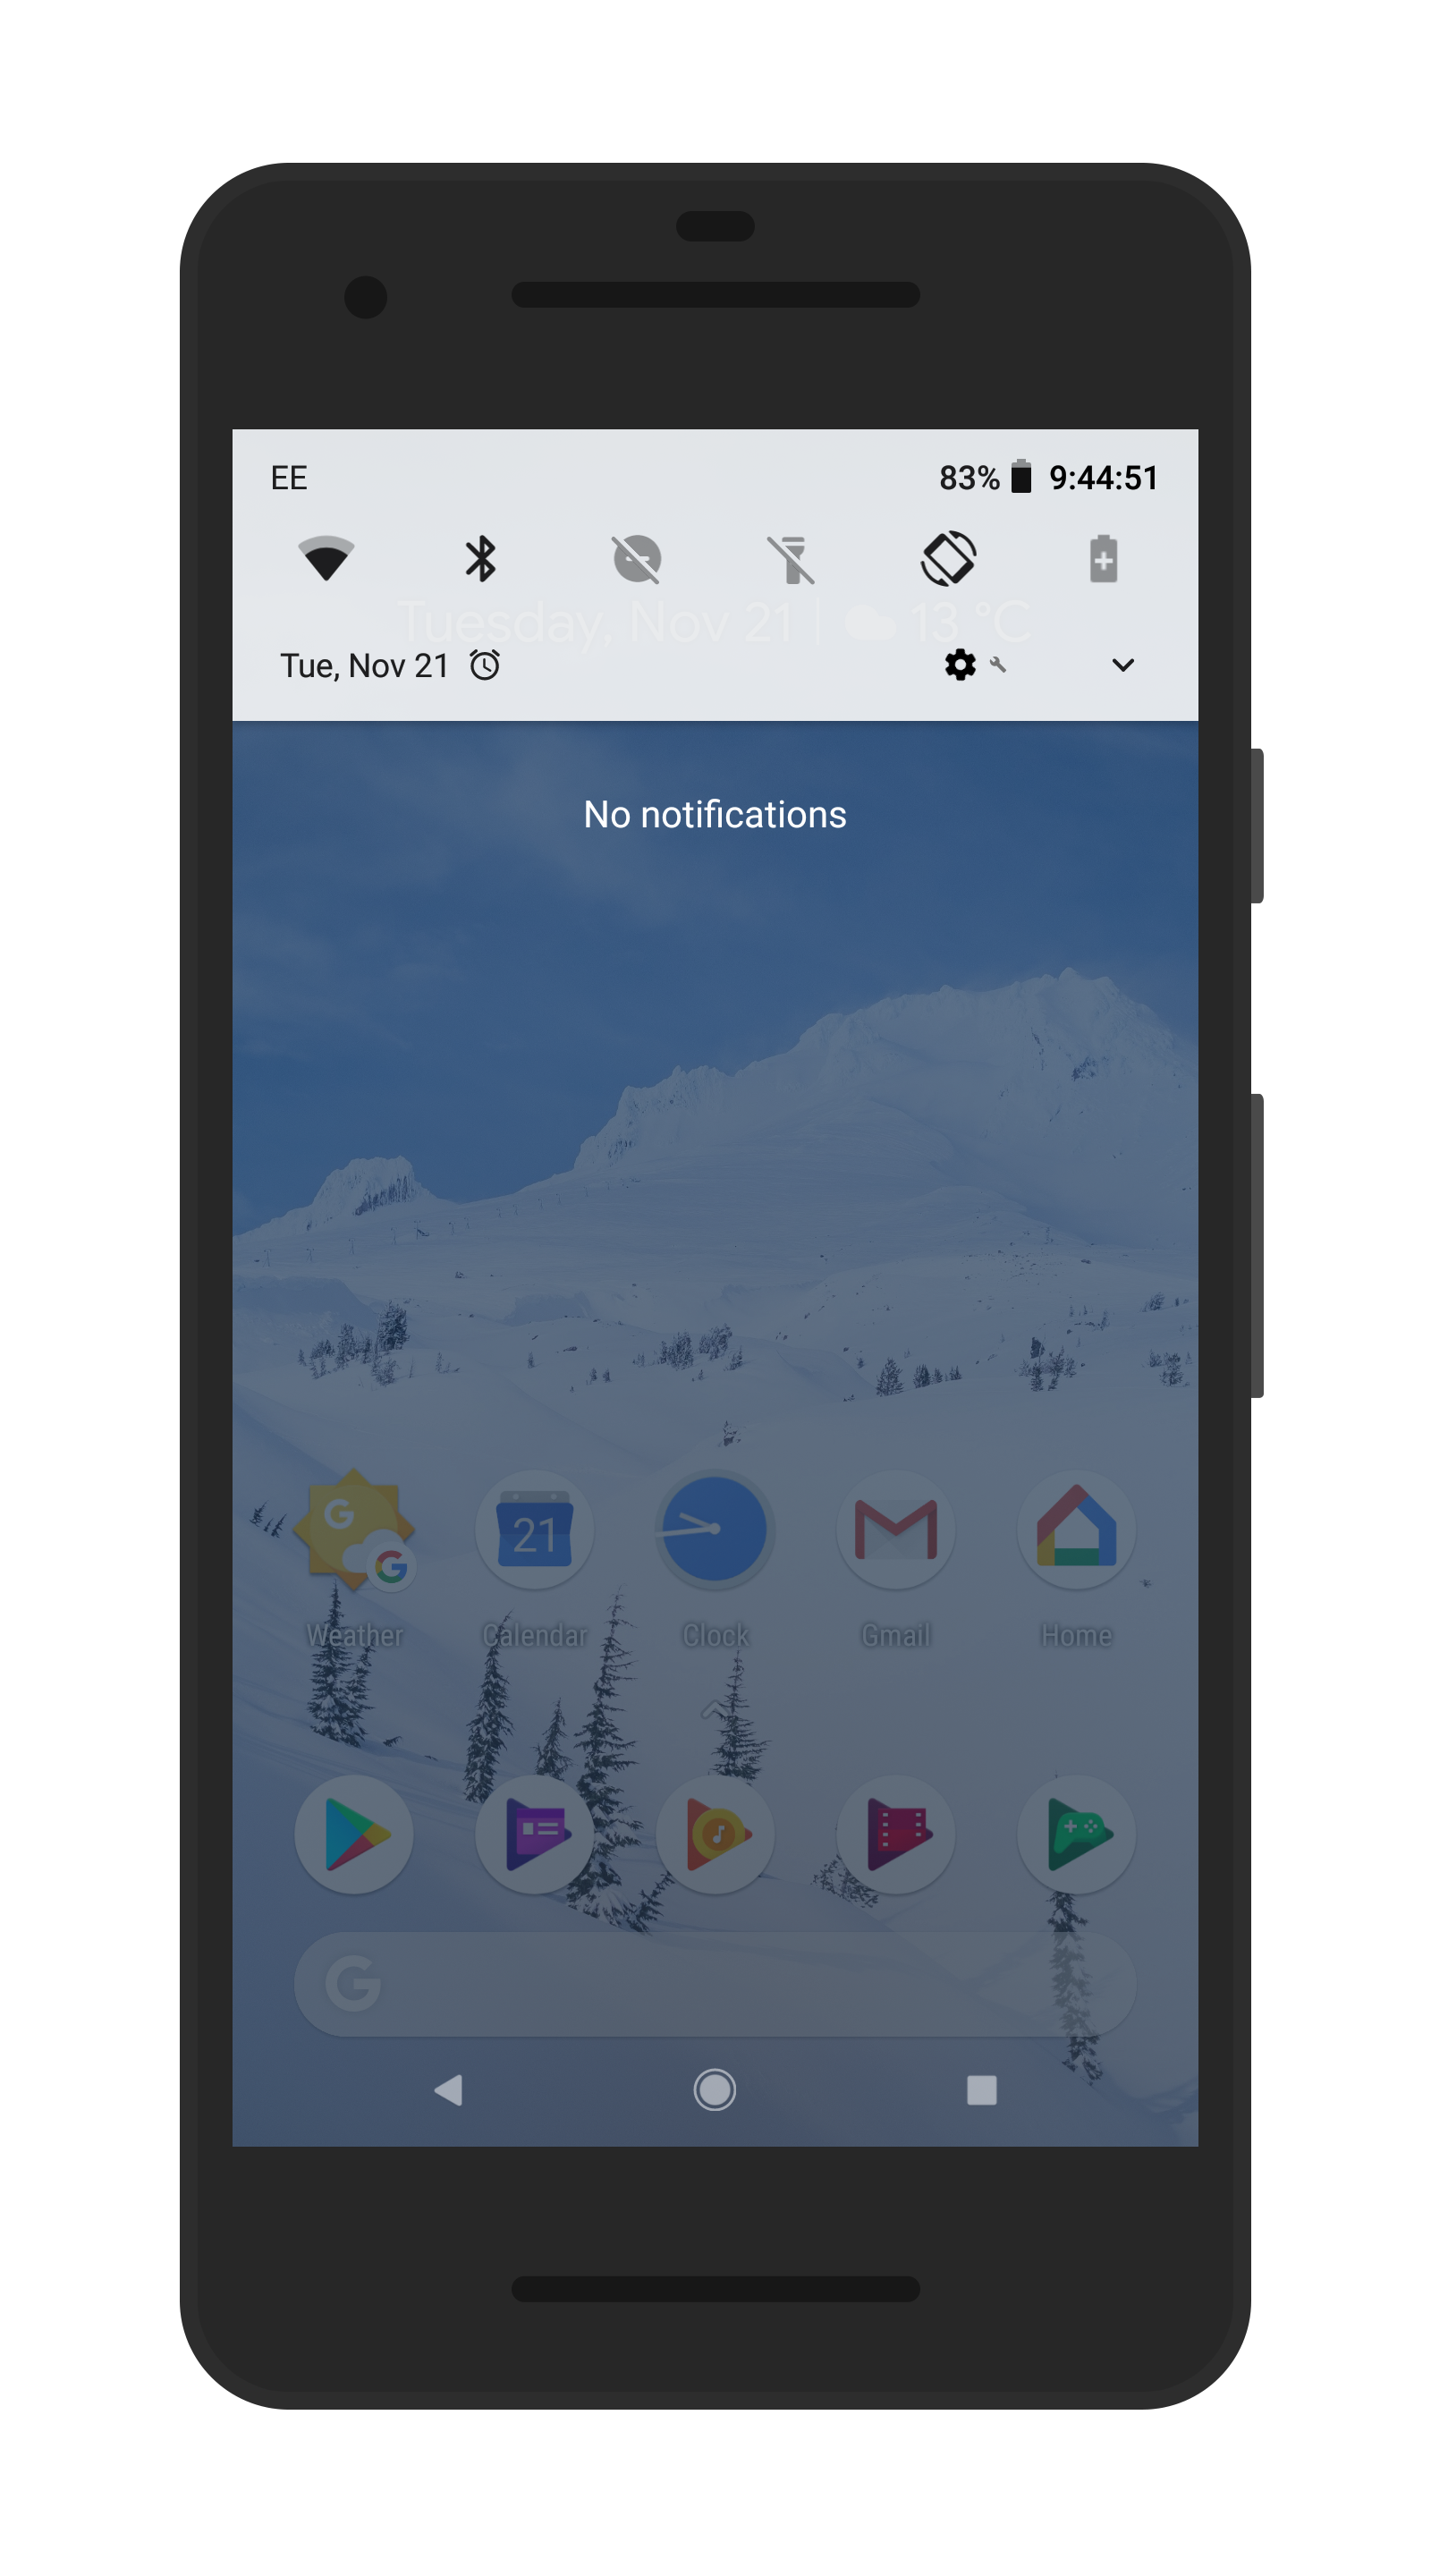 EE 83% 9:44:51
Tuesday, Nov 21 | 13 °C
Tue, Nov 21
No notifications
G G
21
Weather Calendar Clock Gmail Home
G